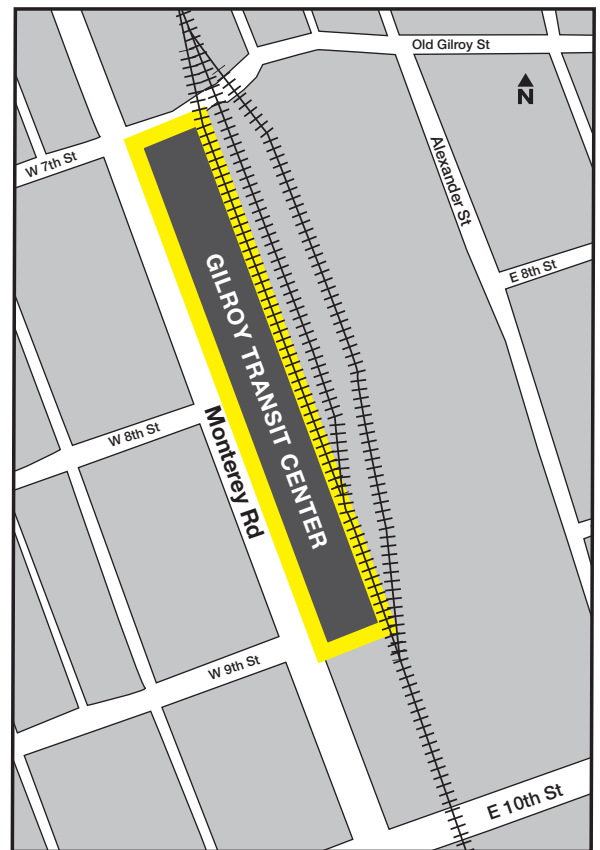 Old Gilroy St
N
W 7th St
Alexander St
E 8th St
GILROY TRANSIT CENTER
W 8th St
Monterey Rd
W 9th St
E 10th St